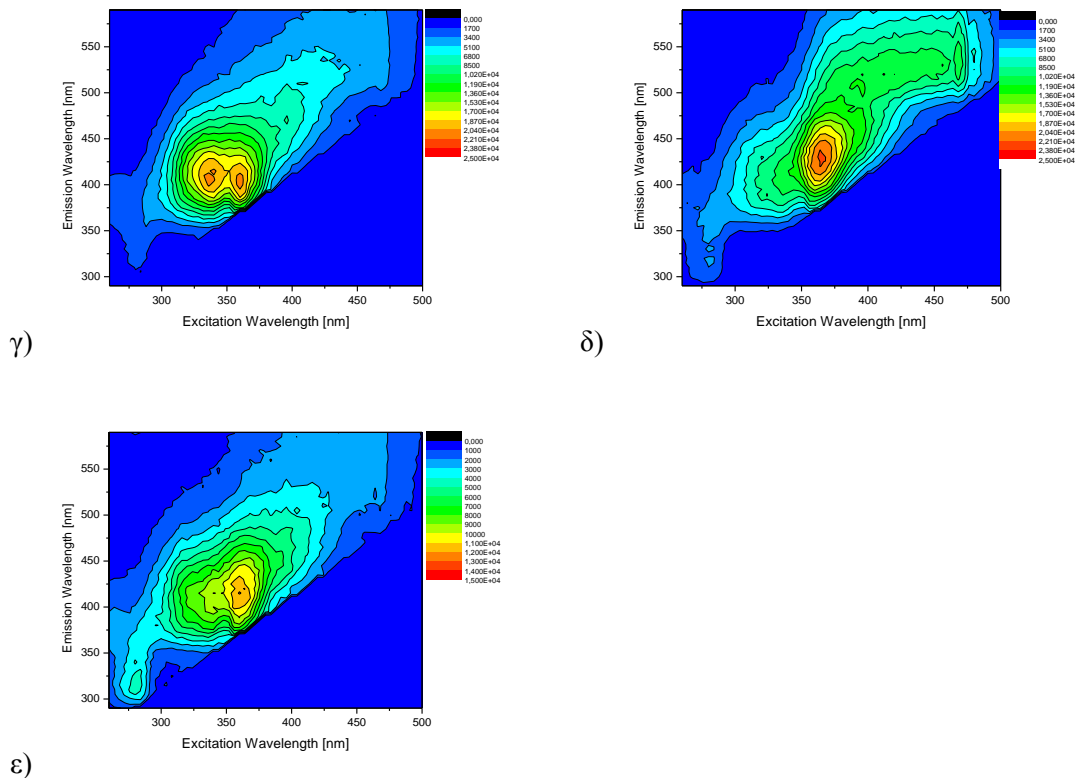 550
500
450
400
350
300
Emission Wavelength [nm]
300 350 400 450 500
Excitation Wavelength [nm]
0,000
1700
3400
5100
6800
8500
1,020E+04
1,190E+04
1,360E+04
1,530E+04
1,700E+04
1,870E+04
2,040E+04
2,210E+04
2,380E+04
2,500E+04
γ)
550
500
450
400
350
300
Emission Wavelength [nm]
300 350 400 450 500
Excitation Wavelength [nm]
0,000
1700
3400
5100
6800
8500
1,020E+04
1,190E+04
1,360E+04
1,530E+04
1,700E+04
1,870E+04
2,040E+04
2,210E+04
2,380E+04
2,500E+04
δ)
550
500
450
400
350
300
Emission Wavelength [nm]
300 350 400 450 500
Excitation Wavelength [nm]
0,000
1000
2000
3000
4000
5000
6000
7000
8000
9000
10000
1,100E+04
1,200E+04
1,300E+04
1,400E+04
1,500E+04
ε)